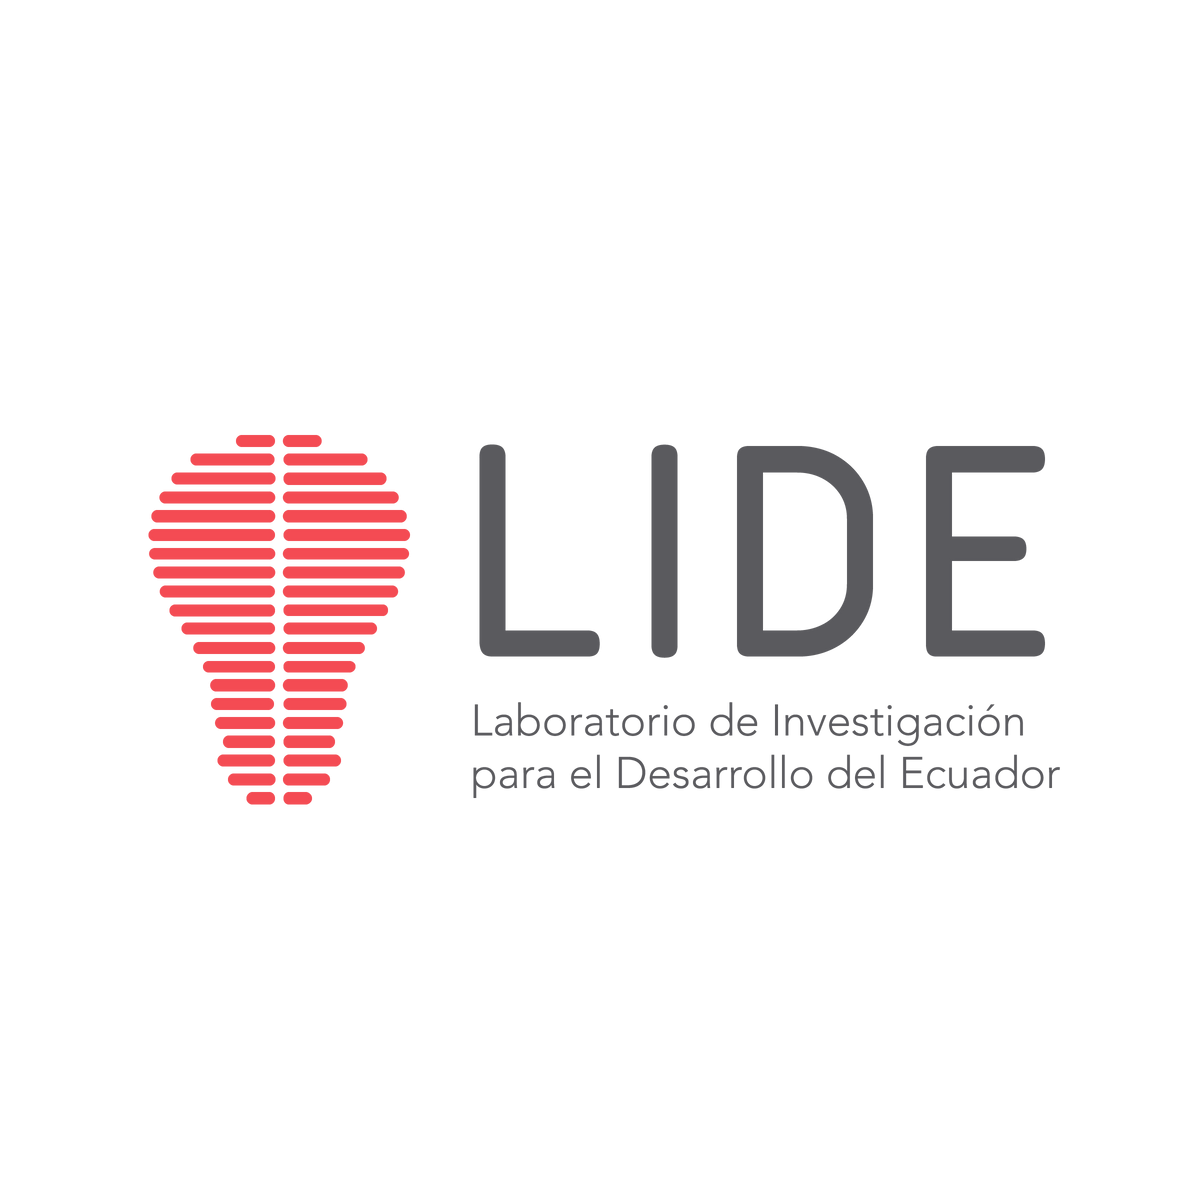 LIDE
Laboratorio de Investigación
para el Desarrollo del Ecuador